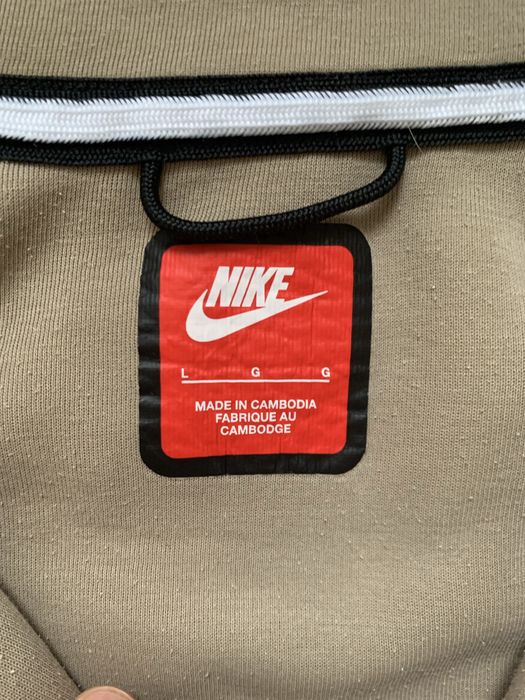 NIKE
L G G
MADE IN CAMBODIA
FABRIQUE AU
CAMBODGE